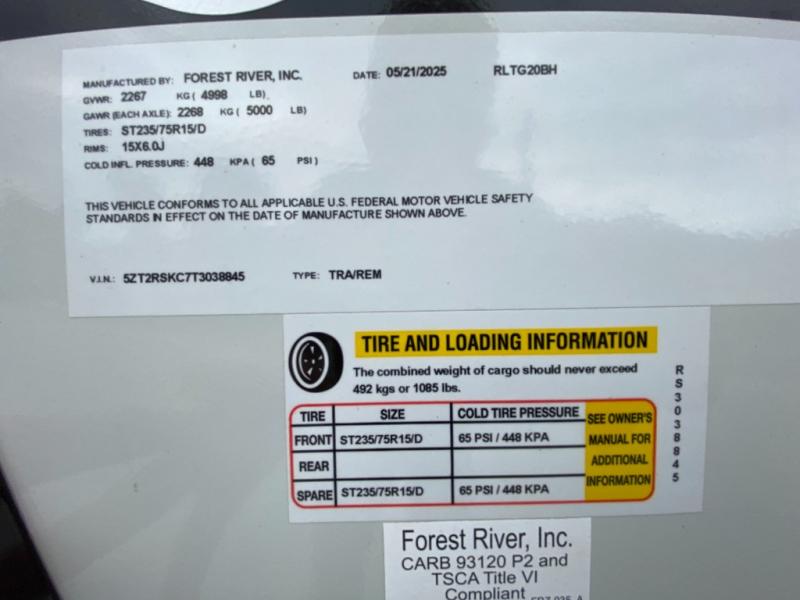 MANUFACTURED BY: FOREST RIVER, INC. DATE: 05/21/2025 RLTG20BH
GVWR: 2267 KG ( 4998 LB)
GAWR (EACH AXLE): 2268 KG ( 5000 LB)
TIRES: ST235/75R15/D
RIMS: 15X6.0J
COLD INFL. PRESSURE: 448 KPA ( 65 PSI )
THIS VEHICLE CONFORMS TO ALL APPLICABLE U.S. FEDERAL MOTOR VEHICLE SAFETY
STANDARDS IN EFFECT ON THE DATE OF MANUFACTURE SHOWN ABOVE.
V.I.N.: 5ZT2RSKC7T3038845 TYPE: TRA/REM
TIRE AND LOADING INFORMATION
The combined weight of cargo should never exceed
492 kgs or 1085 lbs.
TIRE SIZE COLD TIRE PRESSURE
FRONT ST235/75R15/D 65 PSI / 448 KPA
REAR
SPARE ST235/75R15/D 65 PSI / 448 KPA
SEE OWNER'S
MANUAL FOR
ADDITIONAL
INFORMATION
RS3038845
Forest River, Inc.
CARB 93120 P2 and
TSCA Title VI
Compliant